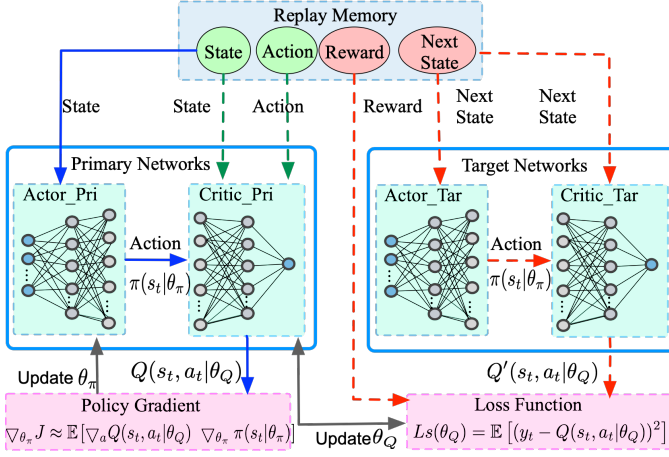 Replay Memory
State
Action
Reward
Next
State
State
State
Action
Reward
Next
State
Next
State
Primary Networks
Target Networks
Actor_Pri
Critic_Pri
Actor_Tar
Critic_Tar
Action
π(s_t|θ_π)
Action
π(s_t|θ_π)
Update θ_π
Q(s_t, a_t|θ_Q)
Q′(s_t, a_t|θ_Q)
Policy Gradient
▽_{θ_π} J ≈ 𝔼[▽_a Q(s_t, a_t|θ_Q) ▽_{θ_π} π(s_t|θ_π)]
Update θ_Q
Loss Function
Ls(θ_Q) = 𝔼[(y_t − Q(s_t, a_t|θ_Q))²]